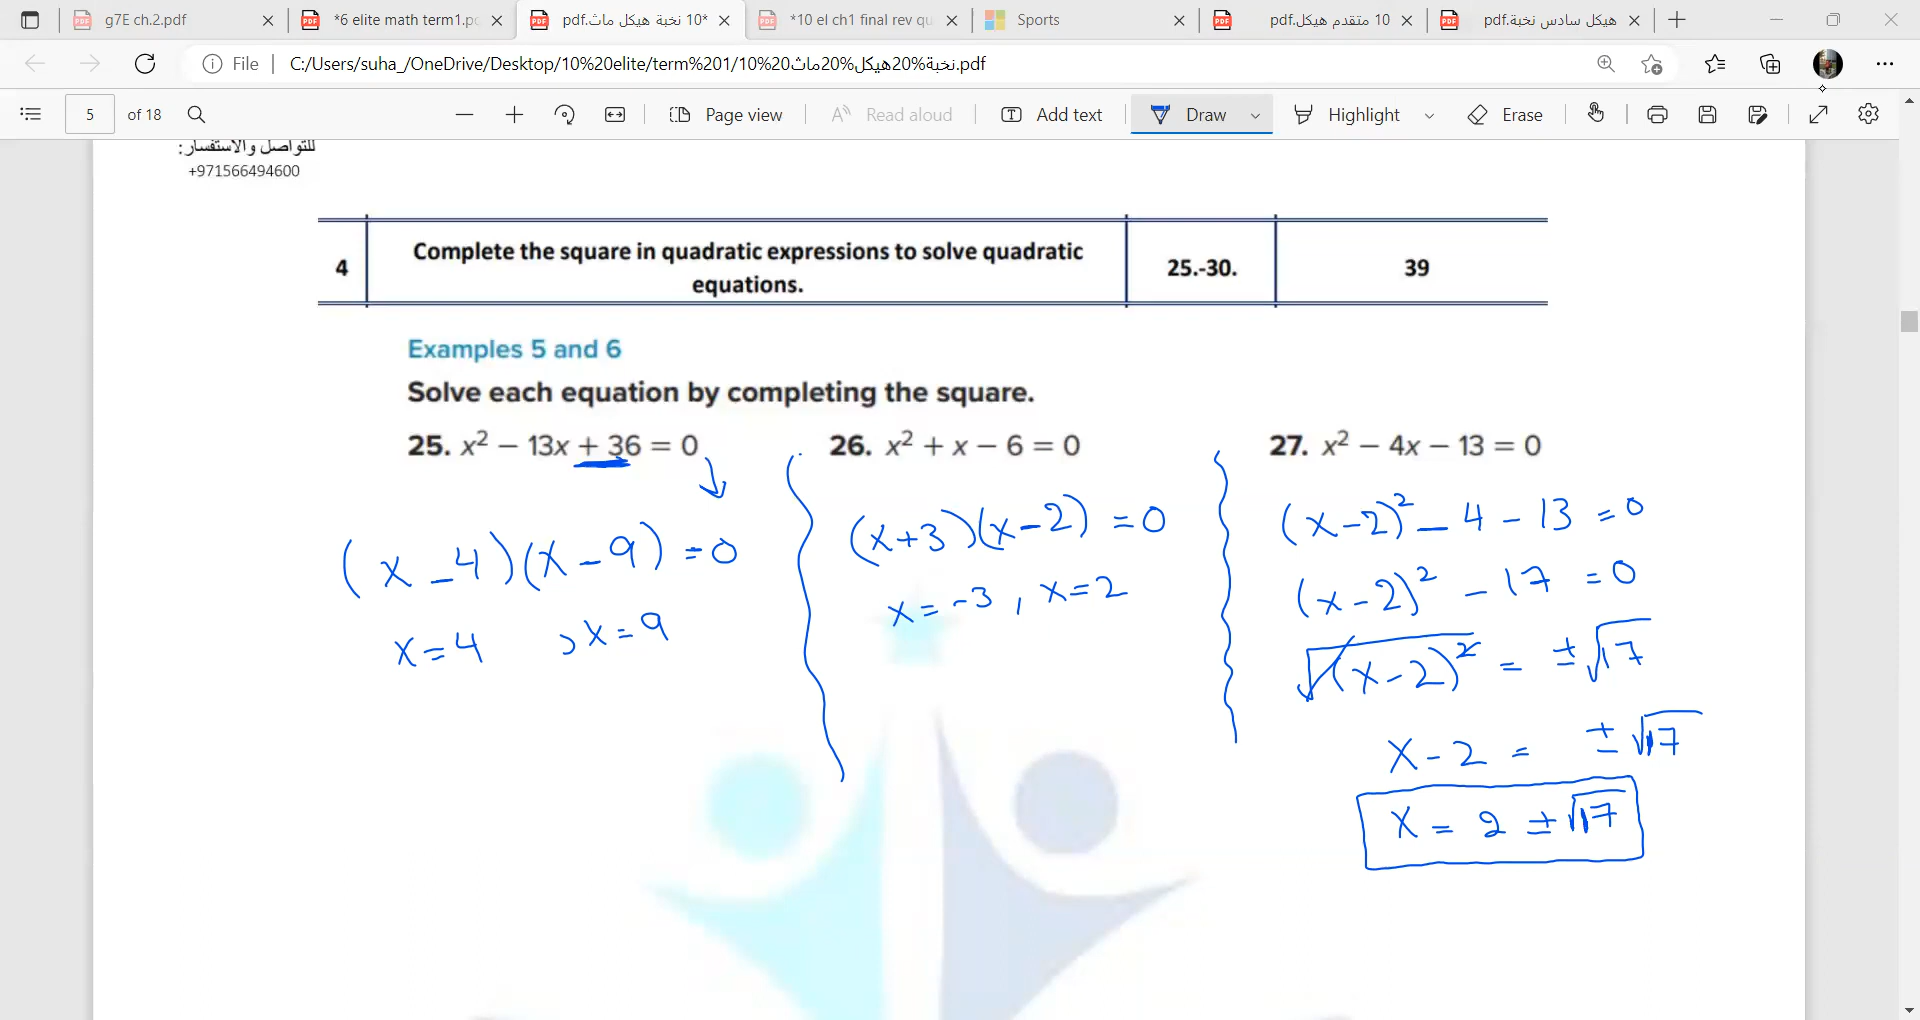 g7E ch.2.pdf
*6 elite math term1.pc
*10 نخبة هيكل ماث.pdf
*10 el ch1 final rev qu
Sports
10 متقدم هيكل.pdf
هيكل سادس نخبة.pdf
File
C:/Users/suha_/OneDrive/Desktop/10%20elite/term%201/10%20نخبة%20هيكل%20ماث.pdf
5 of 18
Page view
Read aloud
Add text
Draw
Highlight
Erase
للتواصل والاستفسار:
+971566494600
4 Complete the square in quadratic expressions to solve quadratic equations. 25.-30. 39
Examples 5 and 6
Solve each equation by completing the square.
25. x² − 13x + 36 = 0
(x − 4)(x − 9) = 0
x = 4 , x = 9
26. x² + x − 6 = 0
(x+3)(x−2) = 0
x = -3 , x = 2
27. x² − 4x − 13 = 0
(x−2)² − 4 − 13 = 0
(x−2)² − 17 = 0
√(x−2)² = ±√17
x − 2 = ±√17
x = 2 ±√17